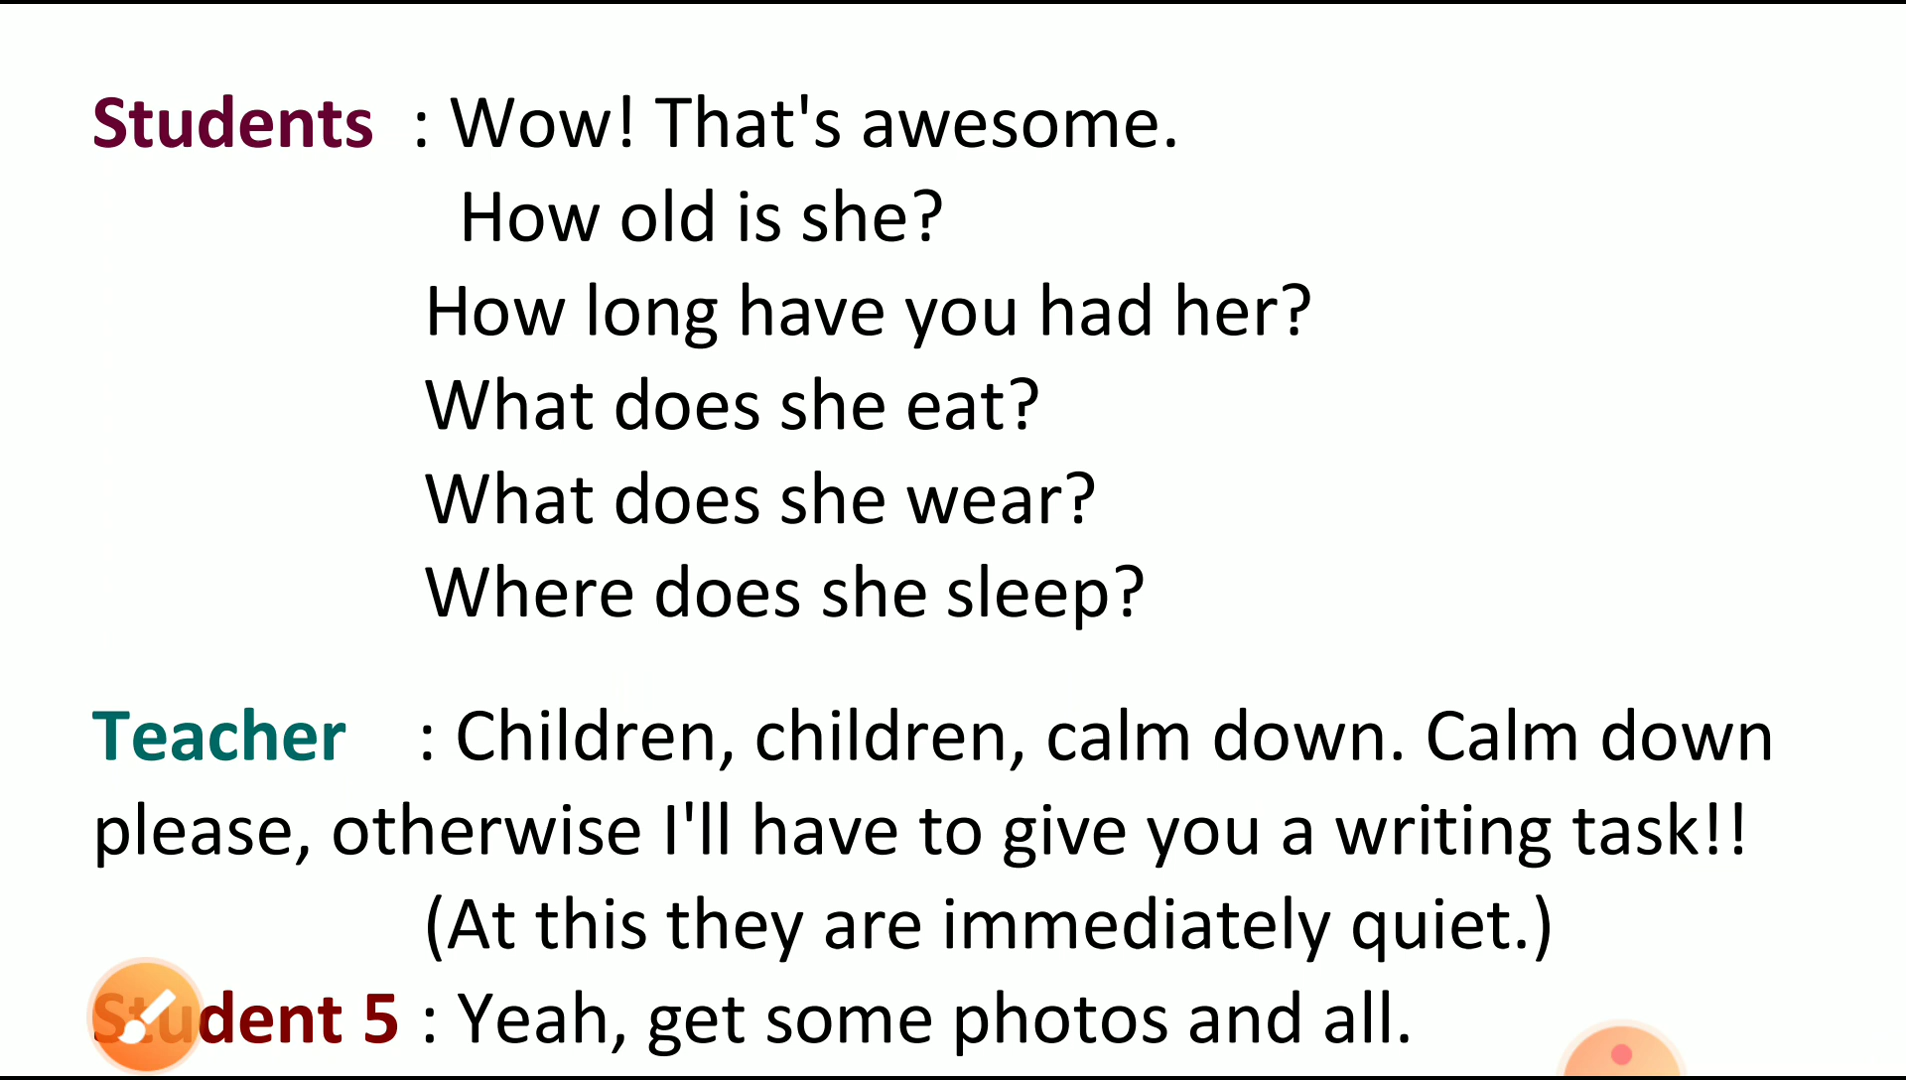 Students : Wow! That's awesome.
How old is she?
How long have you had her?
What does she eat?
What does she wear?
Where does she sleep?
Teacher : Children, children, calm down. Calm down
please, otherwise I'll have to give you a writing task!!
(At this they are immediately quiet.)
Student 5 : Yeah, get some photos and all.